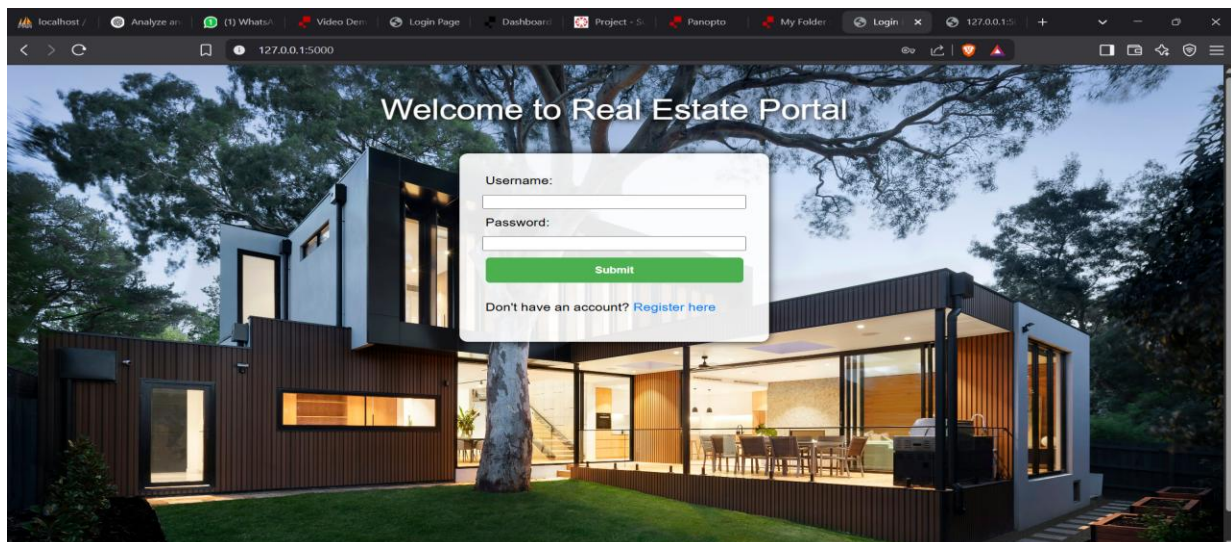 localhost /
Analyze an
(1) WhatsA
Video Dem
Login Page
Dashboard
Project - S
Panopto
My Folder
Login
127.0.0.1:5
127.0.0.1:5000
Welcome to Real Estate Portal
Username:
Password:
Submit
Don't have an account? Register here